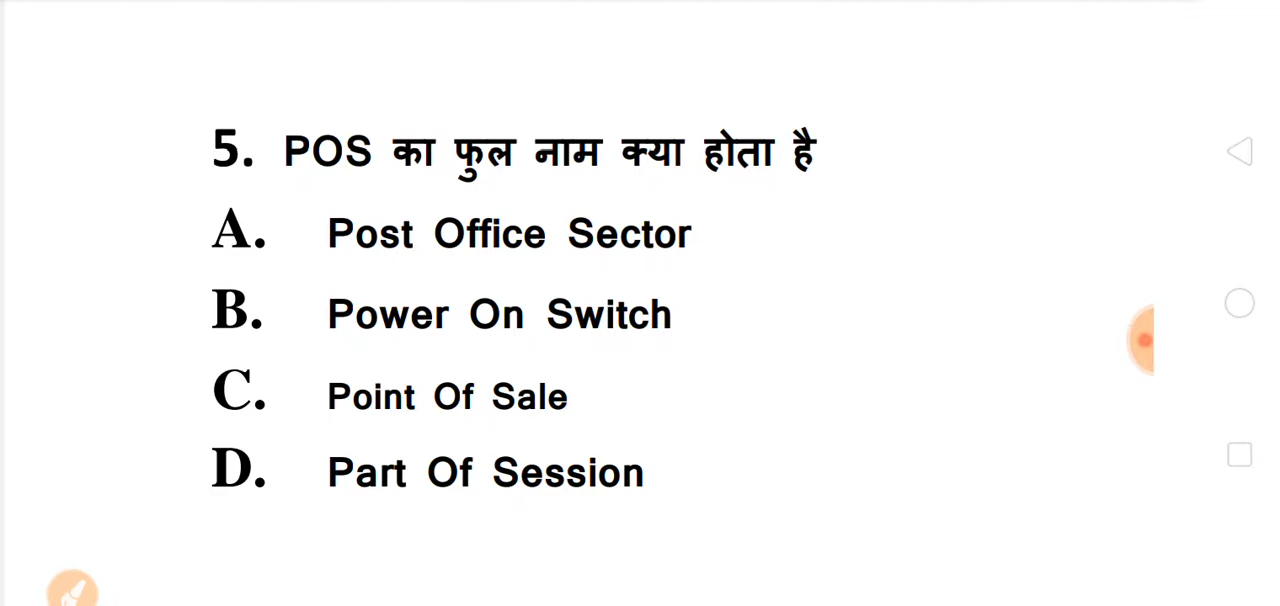 5. POS का फुल नाम क्या होता है
A. Post Office Sector
B. Power On Switch
C. Point Of Sale
D. Part Of Session